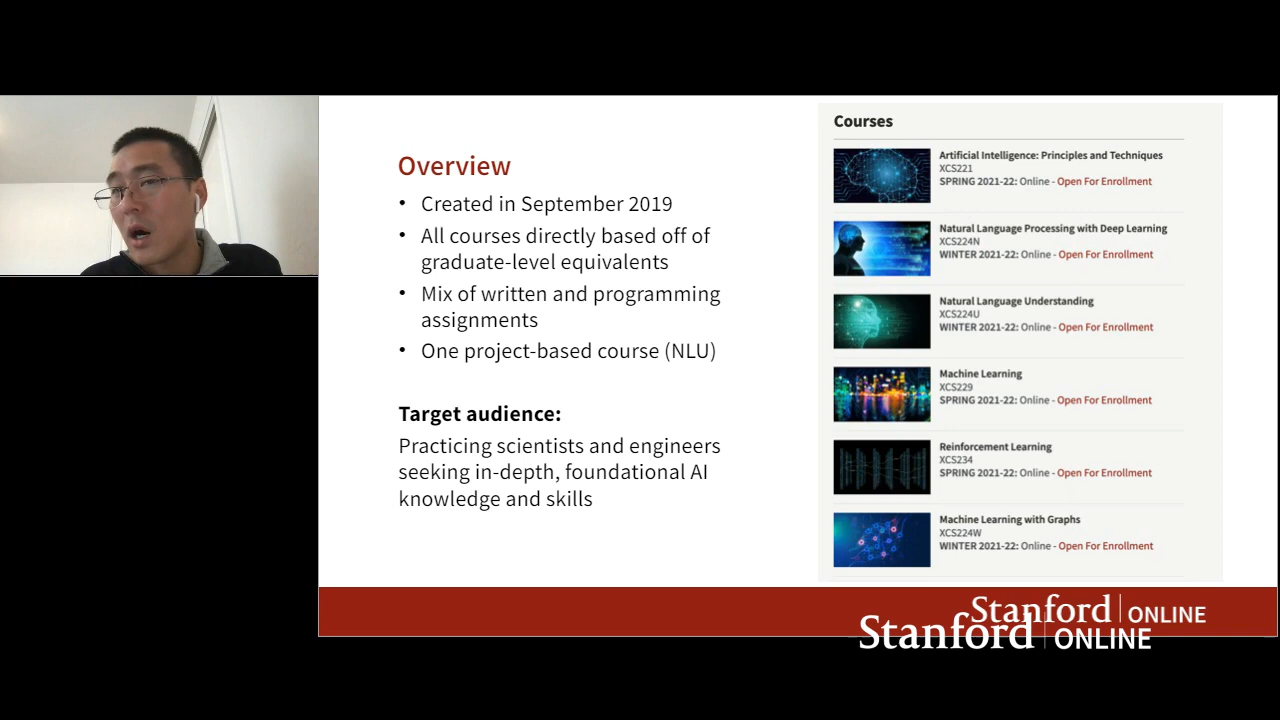 Overview
• Created in September 2019
• All courses directly based off of
graduate-level equivalents
• Mix of written and programming
assignments
• One project-based course (NLU)
Target audience:
Practicing scientists and engineers
seeking in-depth, foundational AI
knowledge and skills
Courses
Artificial Intelligence: Principles and Techniques
XCS221
SPRING 2021-22: Online - Open For Enrollment
Natural Language Processing with Deep Learning
XCS224N
WINTER 2021-22: Online - Open For Enrollment
Natural Language Understanding
XCS224U
WINTER 2021-22: Online - Open For Enrollment
Machine Learning
XCS229
SPRING 2021-22: Online - Open For Enrollment
Reinforcement Learning
XCS234
SPRING 2021-22: Online - Open For Enrollment
Machine Learning with Graphs
XCS224W
WINTER 2021-22: Online - Open For Enrollment
Stanford ONLINE
Stanford ONLINE